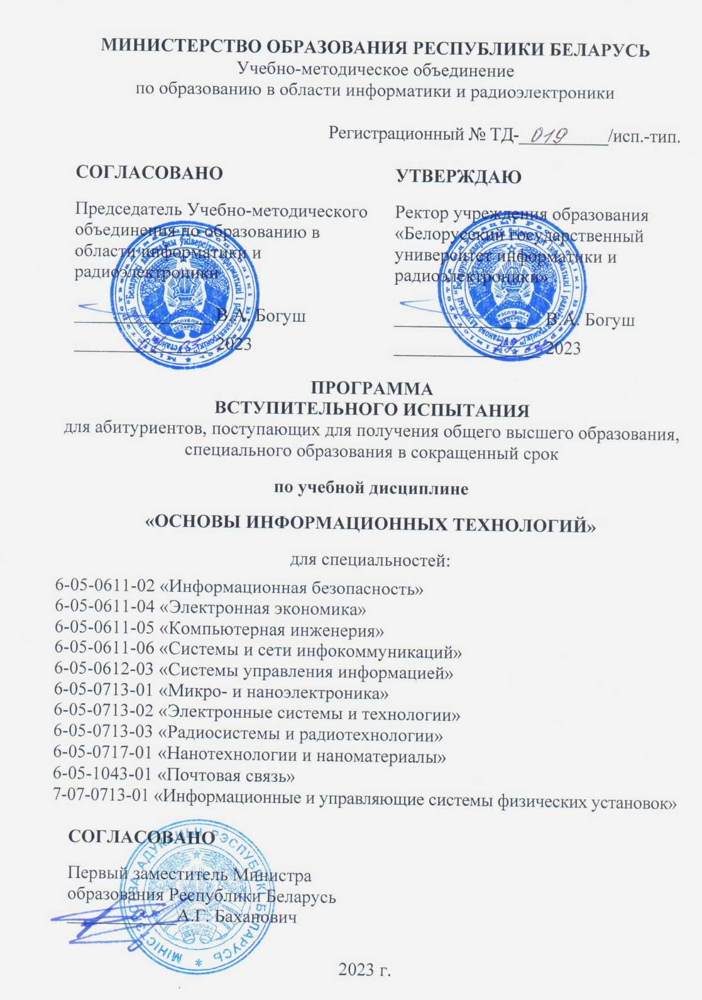 МИНИСТЕРСТВО ОБРАЗОВАНИЯ РЕСПУБЛИКИ БЕЛАРУСЬ
Учебно-методическое объединение
по образованию в области информатики и радиоэлектроники
Регистрационный № ТД-019/исп.-тип.
СОГЛАСОВАНО
Председатель Учебно-методического
объединения по образованию в
области информатики и
радиоэлектроники
В.А. Богуш
2023
УТВЕРЖДАЮ
Ректор учреждения образования
«Белорусский государственный
университет информатики и
радиоэлектроники»
В.А. Богуш
2023
ПРОГРАММА
ВСТУПИТЕЛЬНОГО ИСПЫТАНИЯ
для абитуриентов, поступающих для получения общего высшего образования,
специального образования в сокращенный срок
по учебной дисциплине
«ОСНОВЫ ИНФОРМАЦИОННЫХ ТЕХНОЛОГИЙ»
для специальностей:
6-05-0611-02 «Информационная безопасность»
6-05-0611-04 «Электронная экономика»
6-05-0611-05 «Компьютерная инженерия»
6-05-0611-06 «Системы и сети инфокоммуникаций»
6-05-0612-03 «Системы управления информацией»
6-05-0713-01 «Микро- и наноэлектроника»
6-05-0713-02 «Электронные системы и технологии»
6-05-0713-03 «Радиосистемы и радиотехнологии»
6-05-0717-01 «Нанотехнологии и наноматериалы»
6-05-1043-01 «Почтовая связь»
7-07-0713-01 «Информационные и управляющие системы физических установок»
СОГЛАСОВАНО
Первый заместитель Министра
образования Республики Беларусь
А.Г. Баханович
МІНІСТЭРСТВА АДУКАЦЫІ РЭСПУБЛІКІ БЕЛАРУСЬ
2023 г.